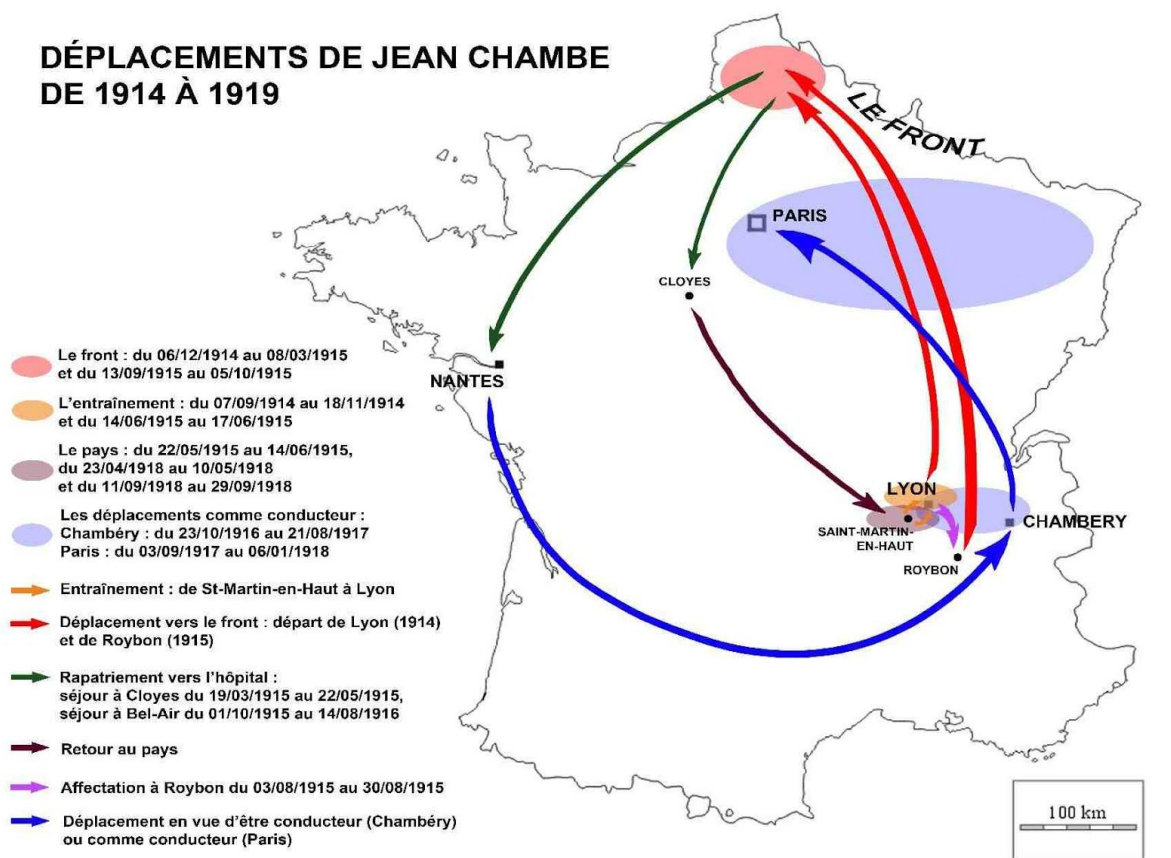 DÉPLACEMENTS DE JEAN CHAMBE
DE 1914 À 1919
LE FRONT
PARIS
CLOYES
NANTES
LYON
SAINT-MARTIN-
EN-HAUT
CHAMBERY
ROYBON
Le front : du 06/12/1914 au 08/03/1915
et du 13/09/1915 au 05/10/1915
L'entraînement : du 07/09/1914 au 18/11/1914
et du 14/06/1915 au 17/06/1915
Le pays : du 22/05/1915 au 14/06/1915,
du 23/04/1918 au 10/05/1918
et du 11/09/1918 au 29/09/1918
Les déplacements comme conducteur :
Chambéry : du 23/10/1916 au 21/08/1917
Paris : du 03/09/1917 au 06/01/1918
Entraînement : de St-Martin-en-Haut à Lyon
Déplacement vers le front : départ de Lyon (1914)
et de Roybon (1915)
Rapatriement vers l'hôpital :
séjour à Cloyes du 19/03/1915 au 22/05/1915,
séjour à Bel-Air du 01/10/1915 au 14/08/1916
Retour au pays
Affectation à Roybon du 03/08/1915 au 30/08/1915
Déplacement en vue d'être conducteur (Chambéry)
ou comme conducteur (Paris)
100 km